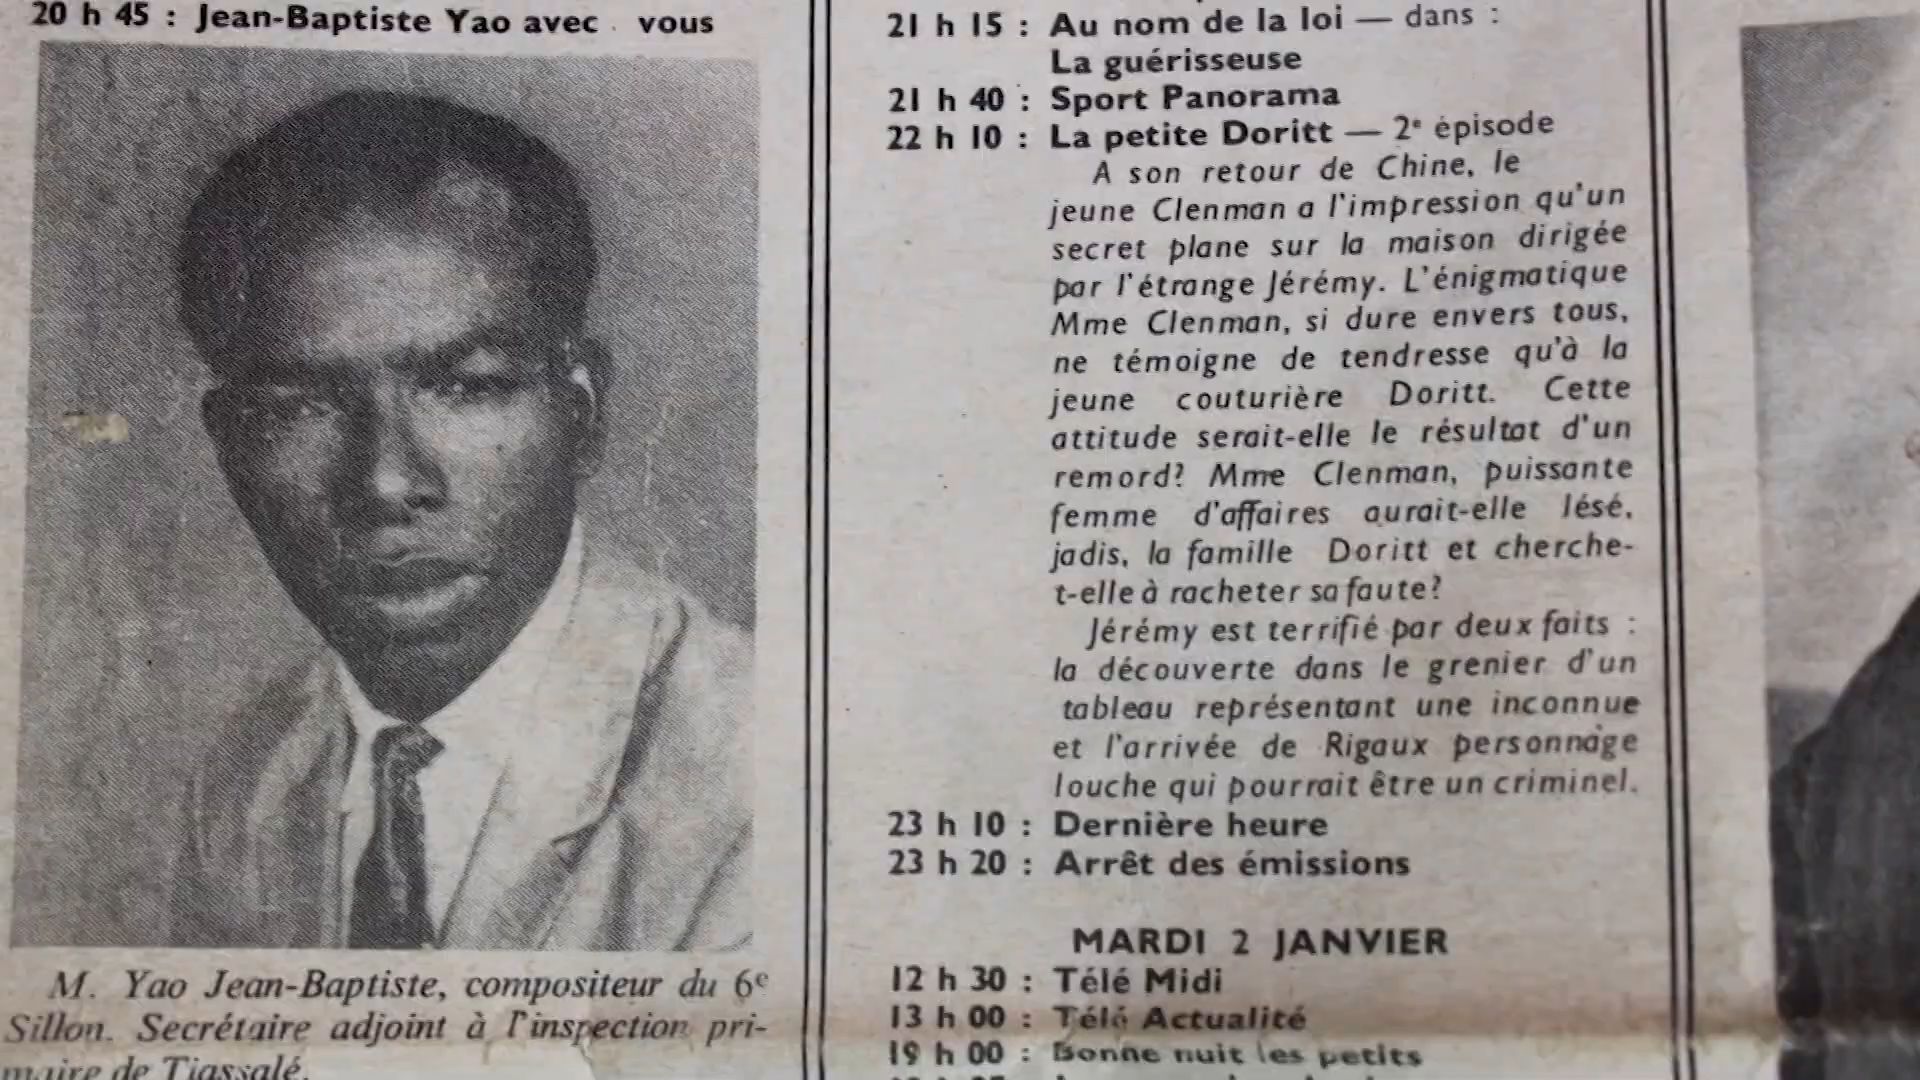 20 h 45 : Jean-Baptiste Yao avec vous
M. Yao Jean-Baptiste, compositeur du 6e
Sillon. Secrétaire adjoint à l'inspection pri-
maire de Tiassalé.
21 h 15 : Au nom de la loi — dans :
La guérisseuse
21 h 40 : Sport Panorama
22 h 10 : La petite Doritt — 2e épisode
A son retour de Chine, le
jeune Clenman a l'impression qu'un
secret plane sur la maison dirigée
par l'étrange Jérémy. L'énigmatique
Mme Clenman, si dure envers tous,
ne témoigne de tendresse qu'à la
jeune couturière Doritt. Cette
attitude serait-elle le résultat d'un
remord? Mme Clenman, puissante
femme d'affaires aurait-elle lésé,
jadis, la famille Doritt et cherche-
t-elle à racheter sa faute?
Jérémy est terrifié par deux faits :
la découverte dans le grenier d'un
tableau représentant une inconnue
et l'arrivée de Rigaux personnage
louche qui pourrait être un criminel.
23 h 10 : Dernière heure
23 h 20 : Arrêt des émissions
MARDI 2 JANVIER
12 h 30 : Télé Midi
13 h 00 : Télé Actualité
19 h 00 : Bonne nuit les petits